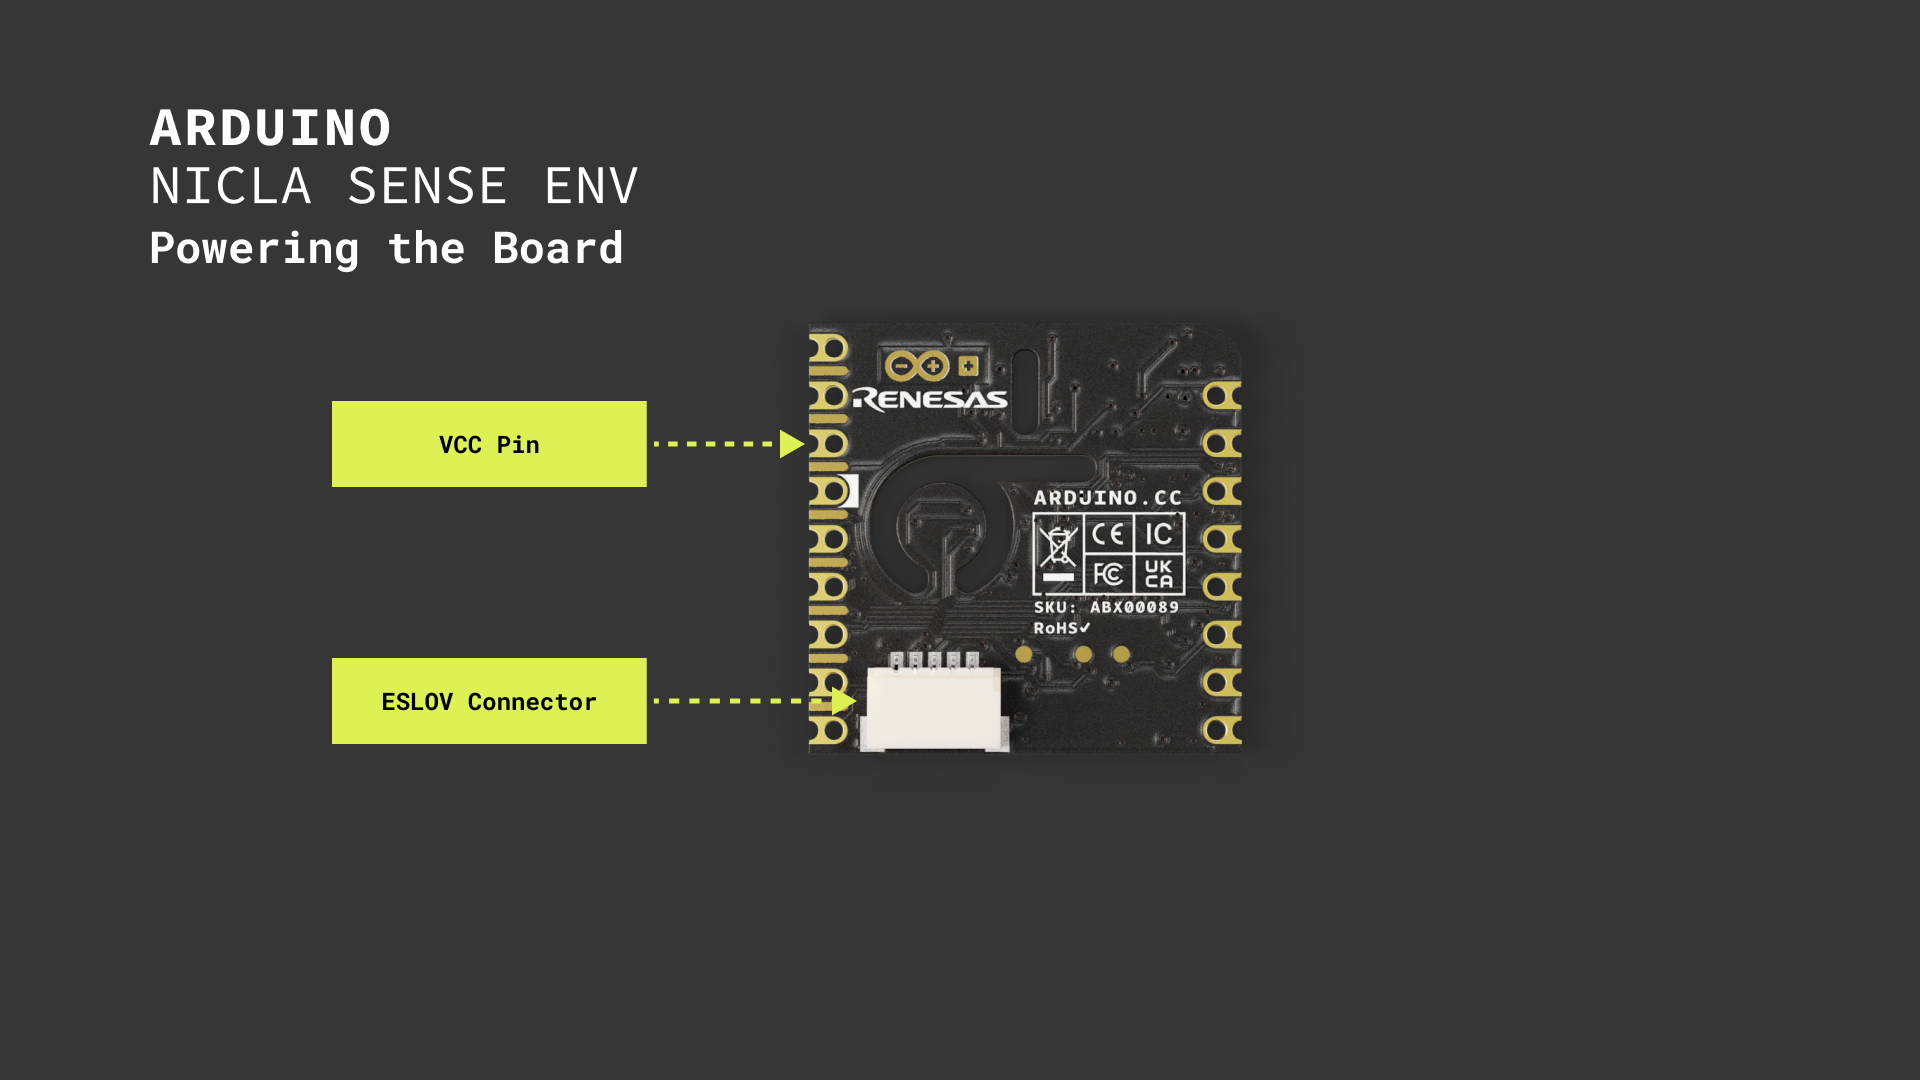 ARDUINO
NICLA SENSE ENV
Powering the Board
RENESAS
VCC Pin
ARDUINO.CC
CE IC
FC UK CA
SKU: ABX00089
RoHS✓
ESLOV Connector